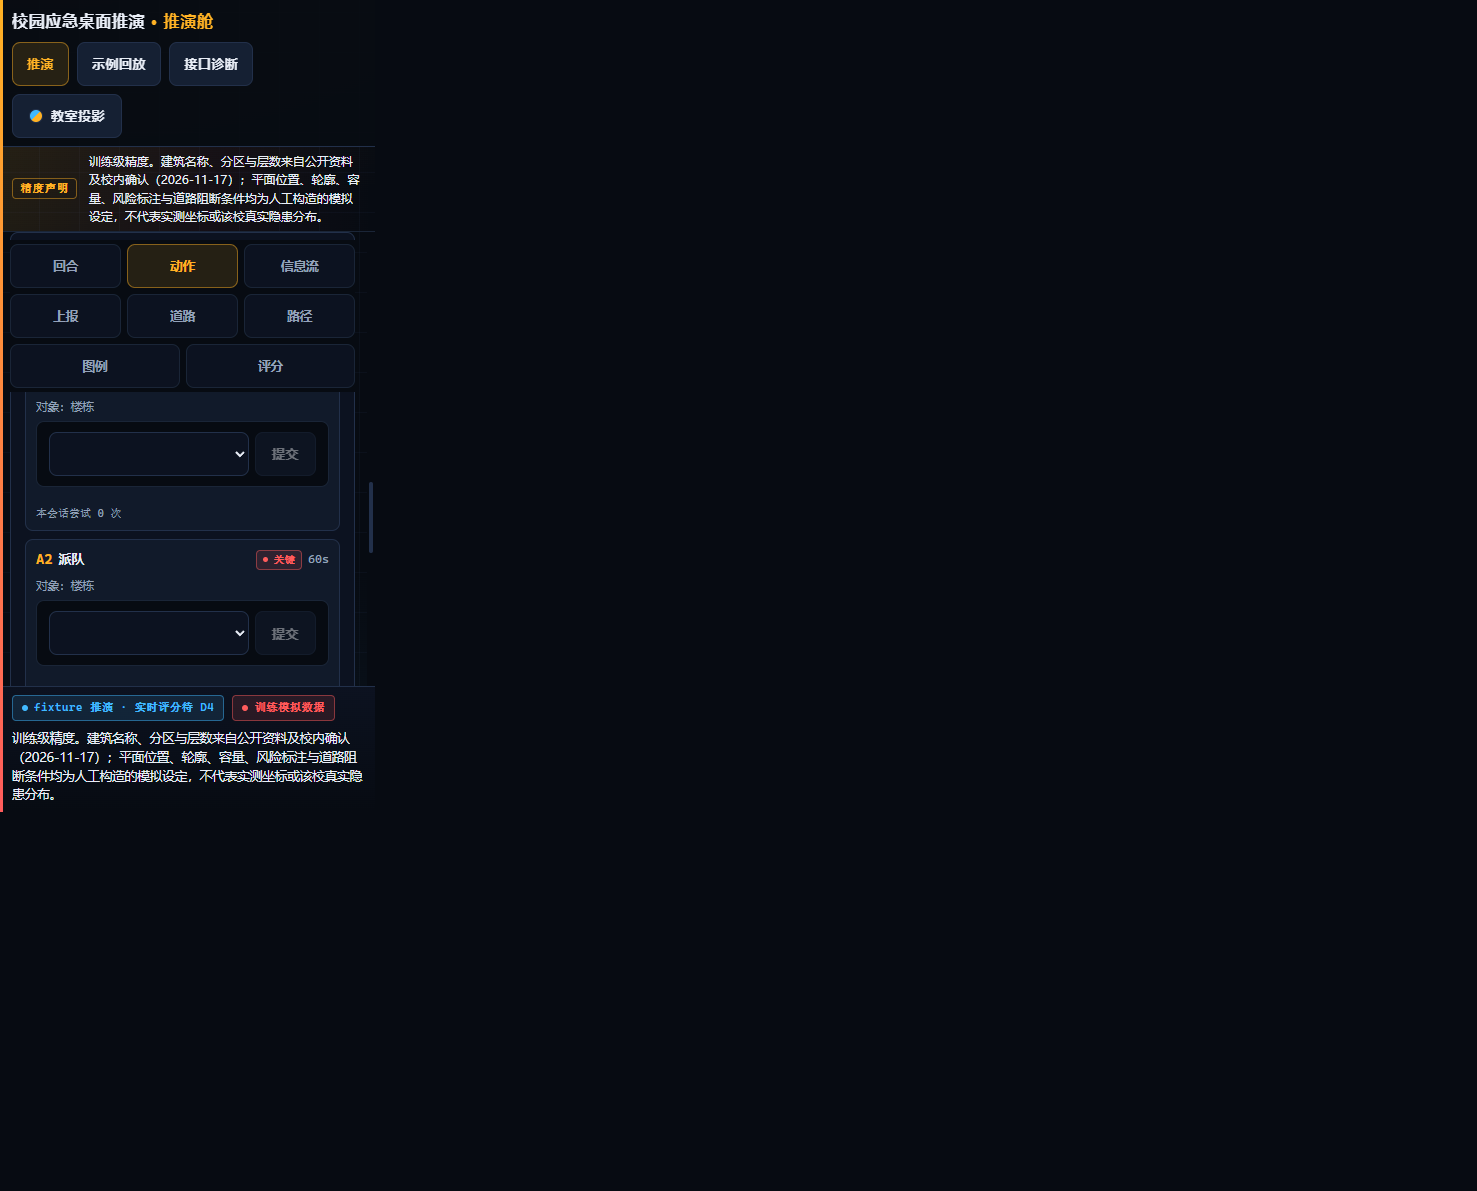 校园应急桌面推演 • 推演舱
推演 示例回放 接口诊断
教室投影
精度声明
训练级精度。建筑名称、分区与层数来自公开资料
及校内确认（2026-11-17）；平面位置、轮廓、容
量、风险标注与道路阻断条件均为人工构造的模拟
设定，不代表实测坐标或该校真实隐患分布。
回合 动作 信息流
上报 道路 路径
图例 评分
对象：楼栋
提交
本会话尝试 0 次
A2 派队 关键 60s
对象：楼栋
提交
fixture 推演 · 实时评分待 D4 训练模拟数据
训练级精度。建筑名称、分区与层数来自公开资料及校内确认
（2026-11-17）；平面位置、轮廓、容量、风险标注与道路阻
断条件均为人工构造的模拟设定，不代表实测坐标或该校真实隐
患分布。